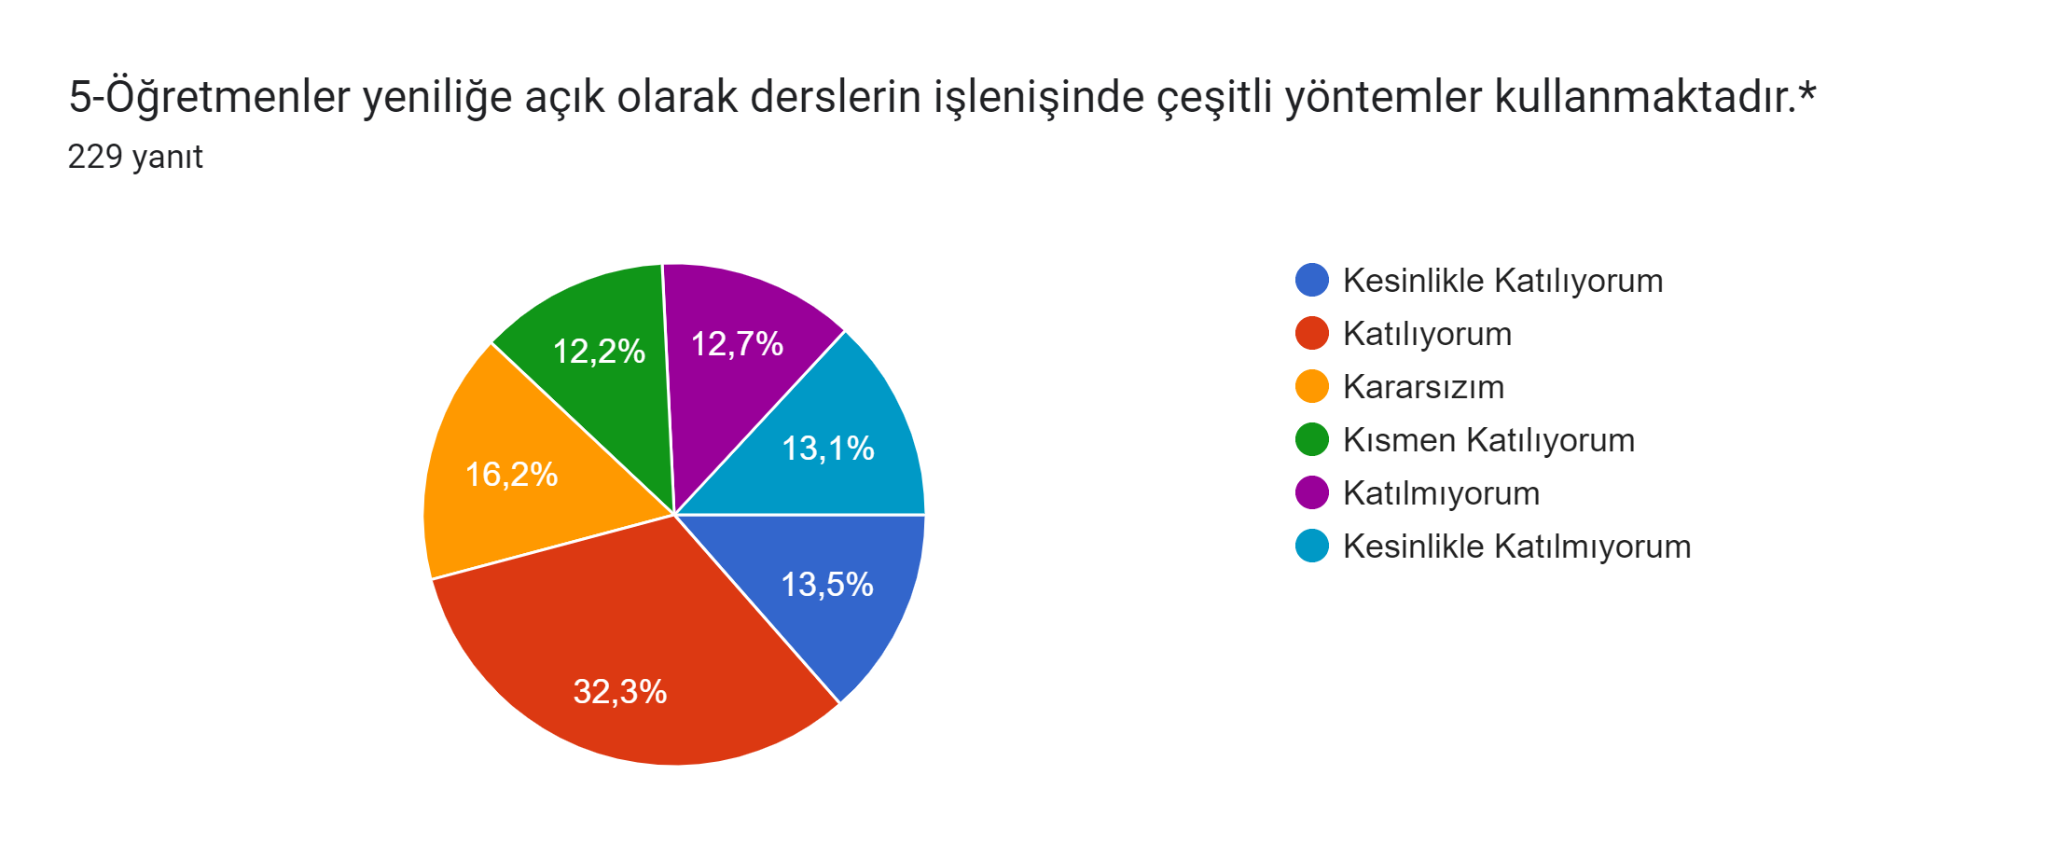 5-Öğretmenler yeniliğe açık olarak derslerin işlenişinde çeşitli yöntemler kullanmaktadır.*
229 yanıt
Kesinlikle Katılıyorum
Katılıyorum
Kararsızım
Kısmen Katılıyorum
Katılmıyorum
Kesinlikle Katılmıyorum
12,2%
12,7%
13,1%
16,2%
13,5%
32,3%